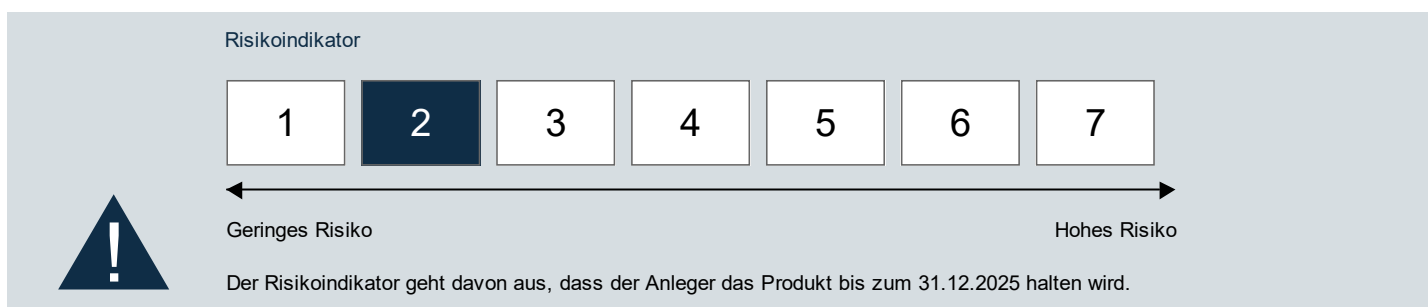 Risikoindikator
1 2 3 4 5 6 7
Geringes Risiko Hohes Risiko
!
Der Risikoindikator geht davon aus, dass der Anleger das Produkt bis zum 31.12.2025 halten wird.